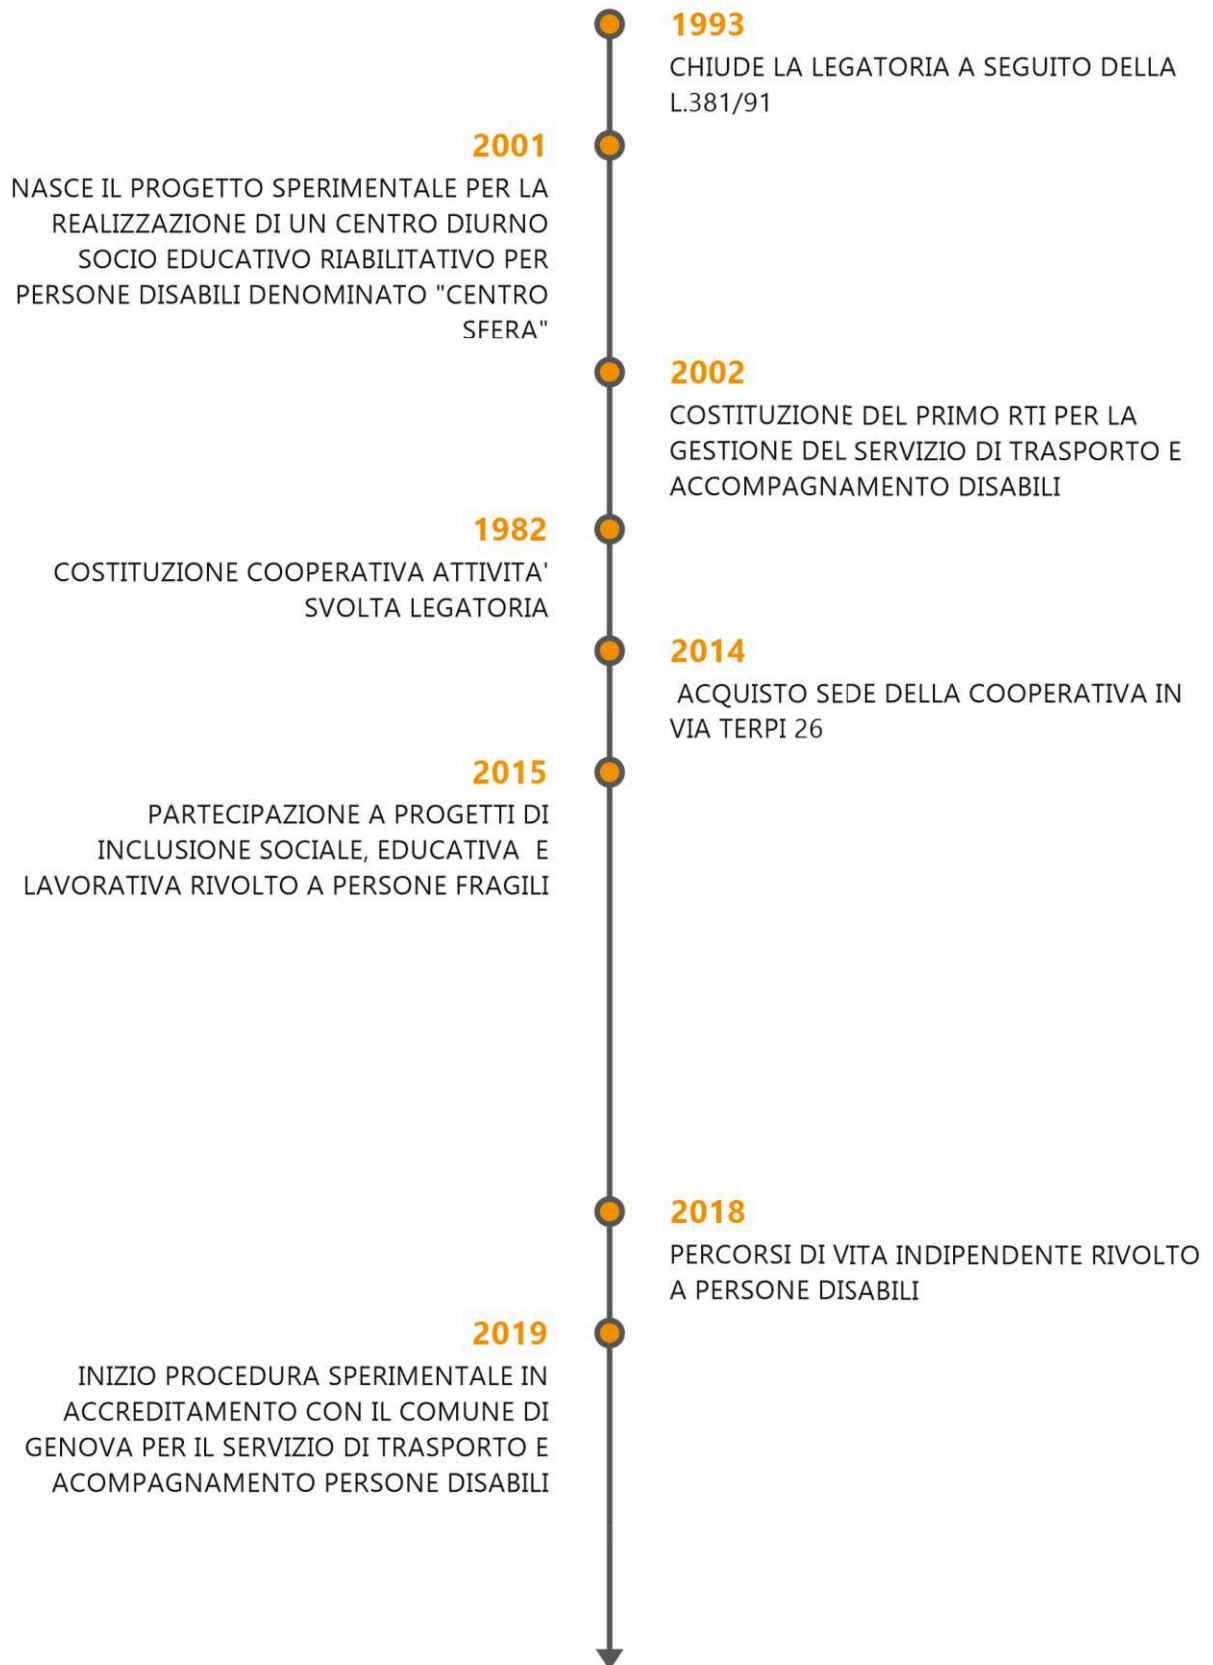 1993
CHIUDE LA LEGATORIA A SEGUITO DELLA
L.381/91
2001
NASCE IL PROGETTO SPERIMENTALE PER LA
REALIZZAZIONE DI UN CENTRO DIURNO
SOCIO EDUCATIVO RIABILITATIVO PER
PERSONE DISABILI DENOMINATO "CENTRO
SFERA"
2002
COSTITUZIONE DEL PRIMO RTI PER LA
GESTIONE DEL SERVIZIO DI TRASPORTO E
ACCOMPAGNAMENTO DISABILI
1982
COSTITUZIONE COOPERATIVA ATTIVITA'
SVOLTA LEGATORIA
2014
ACQUISTO SEDE DELLA COOPERATIVA IN
VIA TERPI 26
2015
PARTECIPAZIONE A PROGETTI DI
INCLUSIONE SOCIALE, EDUCATIVA E
LAVORATIVA RIVOLTO A PERSONE FRAGILI
2018
PERCORSI DI VITA INDIPENDENTE RIVOLTO
A PERSONE DISABILI
2019
INIZIO PROCEDURA SPERIMENTALE IN
ACCREDITAMENTO CON IL COMUNE DI
GENOVA PER IL SERVIZIO DI TRASPORTO E
ACOMPAGNAMENTO PERSONE DISABILI